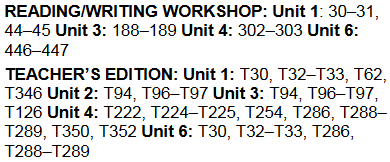 READING/WRITING WORKSHOP: Unit 1: 30–31,
44–45 Unit 3: 188–189 Unit 4: 302–303 Unit 6:
446–447
TEACHER'S EDITION: Unit 1: T30, T32–T33, T62,
T346 Unit 2: T94, T96–T97 Unit 3: T94, T96–T97,
T126 Unit 4: T222, T224–T225, T254, T286, T288–
T289, T350, T352 Unit 6: T30, T32–T33, T286,
T288–T289